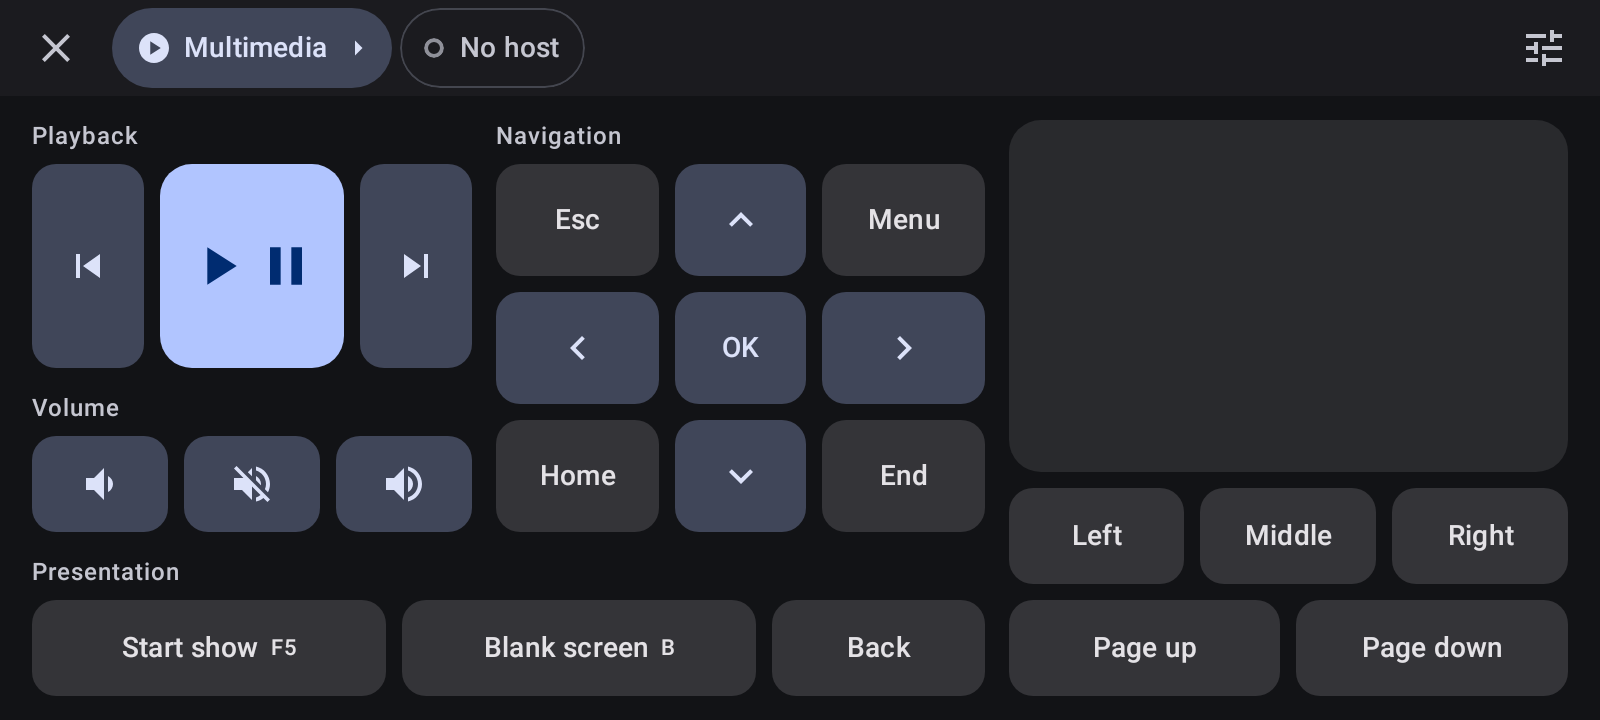 Multimedia
No host
Playback
Navigation
Esc
Menu
OK
Volume
Home
End
Left
Middle
Right
Presentation
Start show F5
Blank screen B
Back
Page up
Page down